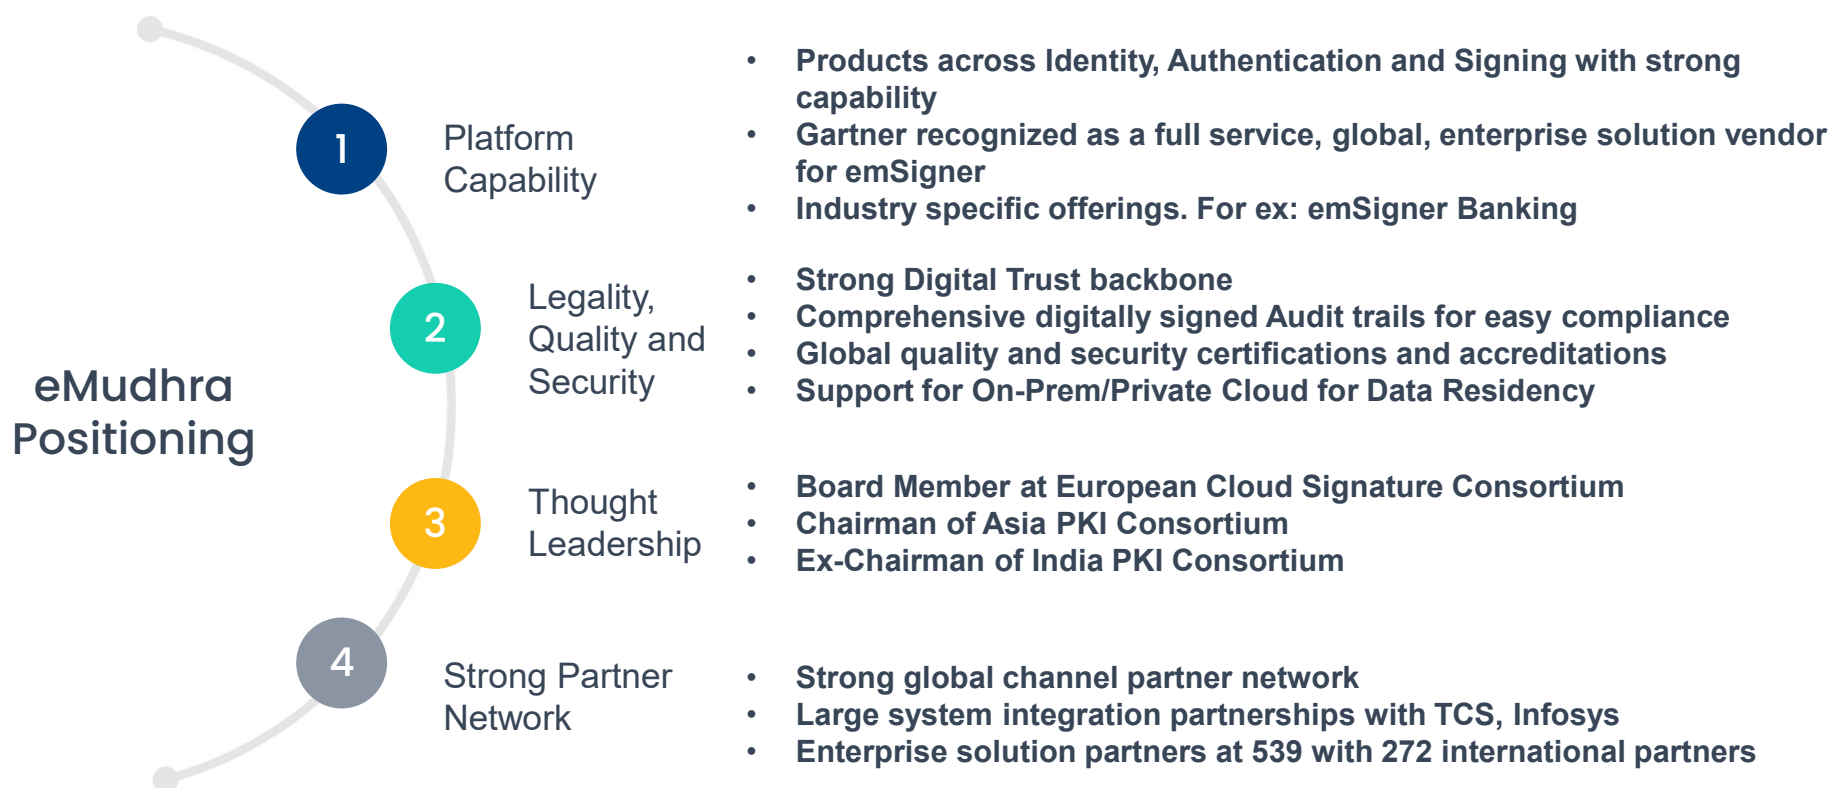 eMudhra
Positioning
1
Platform
Capability
• Products across Identity, Authentication and Signing with strong
capability
• Gartner recognized as a full service, global, enterprise solution vendor
for emSigner
• Industry specific offerings. For ex: emSigner Banking
2
Legality,
Quality and
Security
• Strong Digital Trust backbone
• Comprehensive digitally signed Audit trails for easy compliance
• Global quality and security certifications and accreditations
• Support for On-Prem/Private Cloud for Data Residency
3
Thought
Leadership
• Board Member at European Cloud Signature Consortium
• Chairman of Asia PKI Consortium
• Ex-Chairman of India PKI Consortium
4
Strong Partner
Network
• Strong global channel partner network
• Large system integration partnerships with TCS, Infosys
• Enterprise solution partners at 539 with 272 international partners